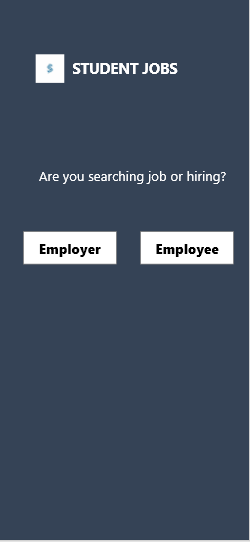 $ STUDENT JOBS
Are you searching job or hiring?
Employer Employee